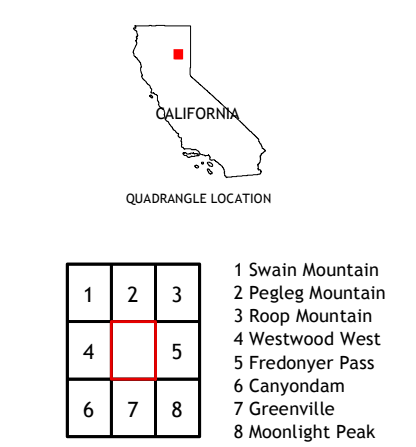 CALIFORNIA
QUADRANGLE LOCATION
1 2 3
4 5
6 7 8
1 Swain Mountain
2 Pegleg Mountain
3 Roop Mountain
4 Westwood West
5 Fredonyer Pass
6 Canyondam
7 Greenville
8 Moonlight Peak